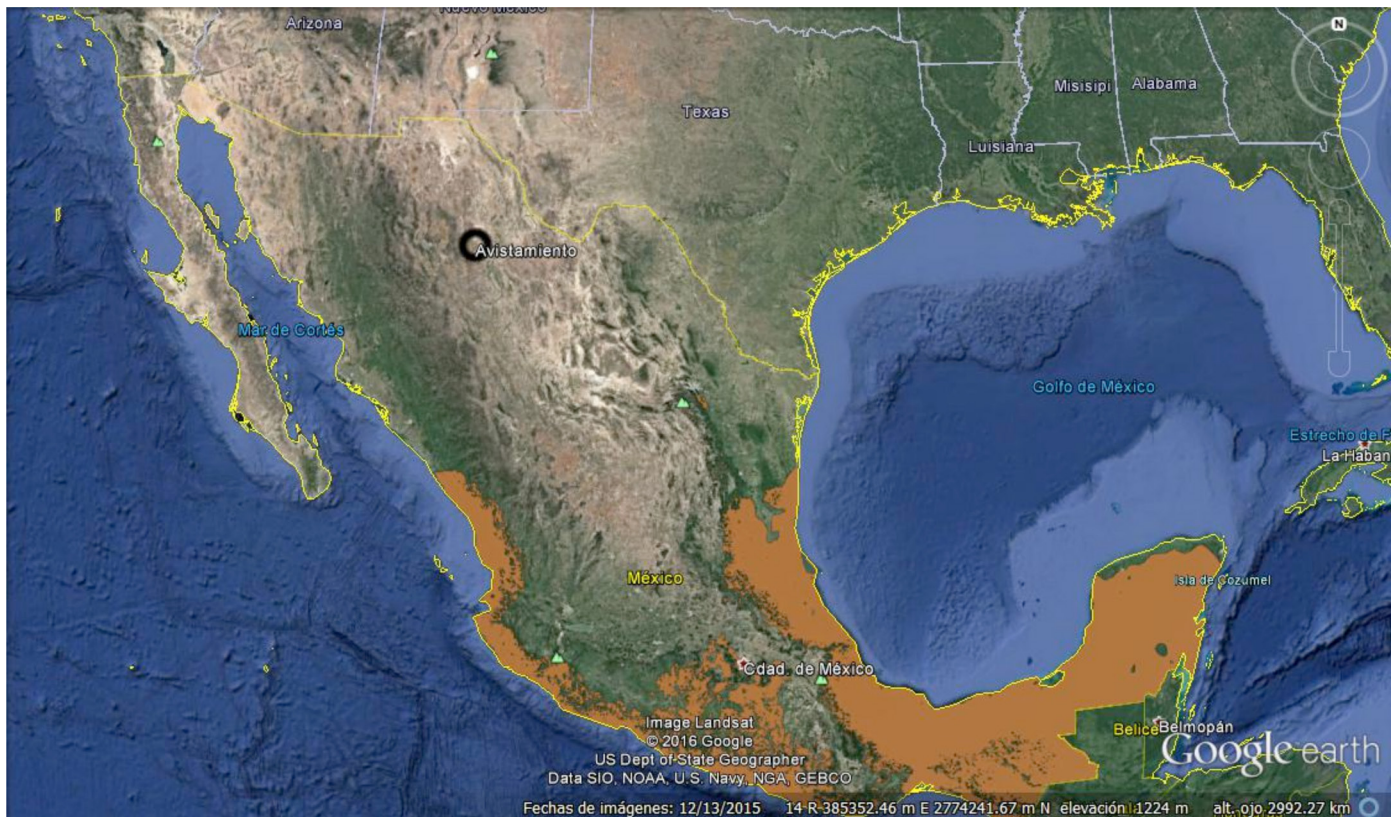 Nuevo México
Arizona
Texas
Misisipi
Alabama
Luisiana
N
Avistamiento
Mar de Cortés
Golfo de México
Estrecho de F
La Haban
México
Isla de Cozumel
Cdad. de México
Belice
Belmopán
Image Landsat
© 2016 Google
US Dept of State Geographer
Data SIO, NOAA, U.S. Navy, NGA, GEBCO
Google earth
Fechas de imágenes: 12/13/2015 14 R 385352.46 m E 2774241.67 m N elevación 1224 m alt. ojo 2992.27 km